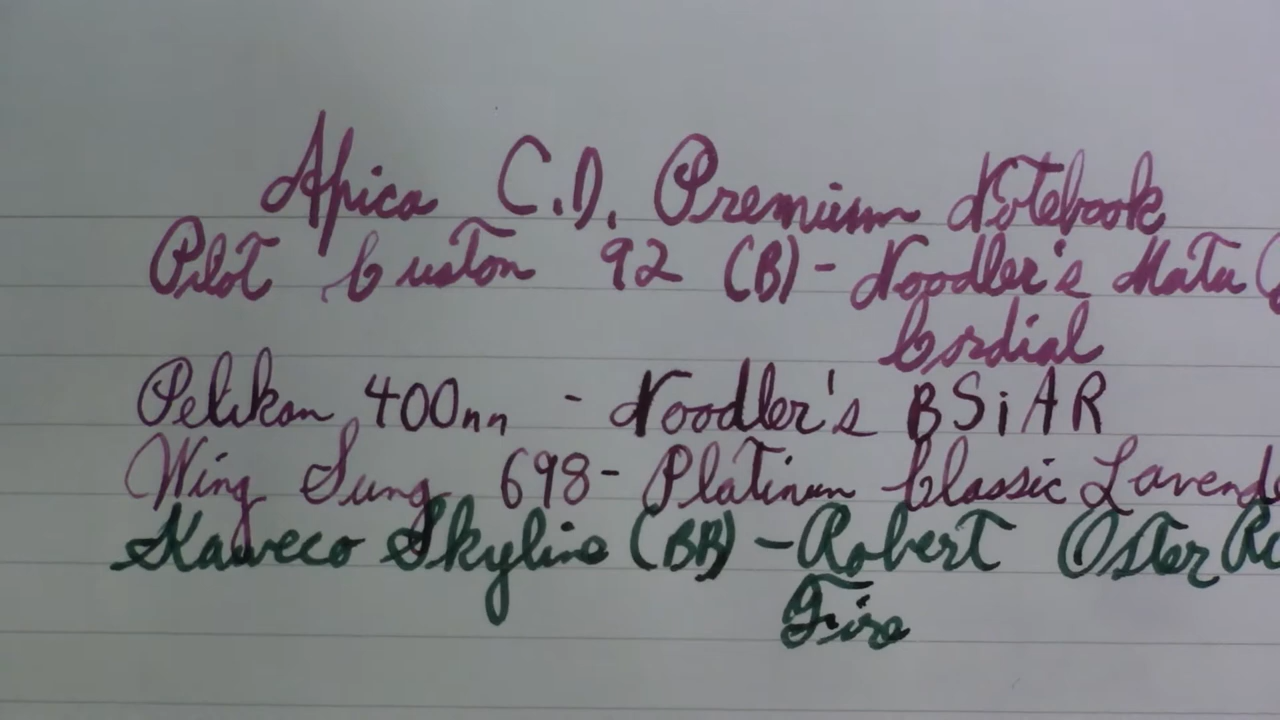 Apica C.D. Premium Notebook
Pilot Custom 92 (B) - Noodler's Mata
Cordial
Pelikan 400nn - Noodler's BSiAR
Wing Sung 698 - Platinum Classic Lavend
Kaweco Skyline (BB) - Robert Oster
Fire